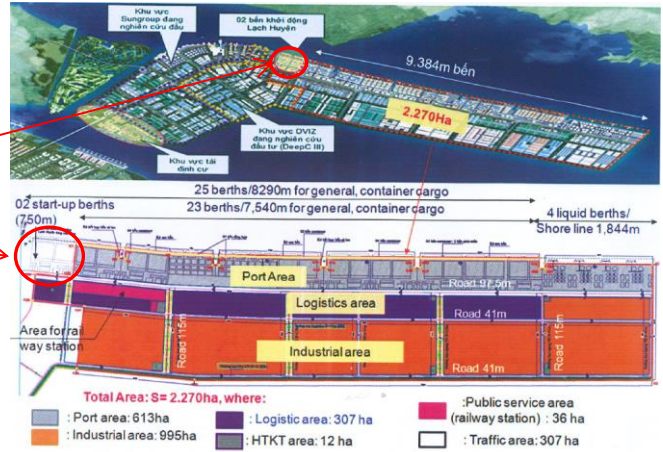 Khu vực
Sungroup đang
nghiên cứu đầu
02 bến khởi động
Lạch Huyện
9.384m bến
2.270Ha
Khu vực DVIZ
đang nghiên cứu
đầu tư (DeepC III)
Khu vực tái
định cư
25 berths/8290m for general, container cargo
02 start-up berths
(750m)
23 berths/7,540m for general, container cargo
4 liquid berths/
Shore line 1,844m
Port Area
Road 97,5m
Logistics area
Road 41m
Area for rail
way station
Road 115m
Road 115m
Industrial area
Road 41m
Total Area: S= 2.270ha, where:
: Port area: 613ha
: Logistic area: 307 ha
:Public service area
(railway station) : 36 ha
: Industrial area: 995ha
: HTKT area: 12 ha
: Traffic area: 307 ha